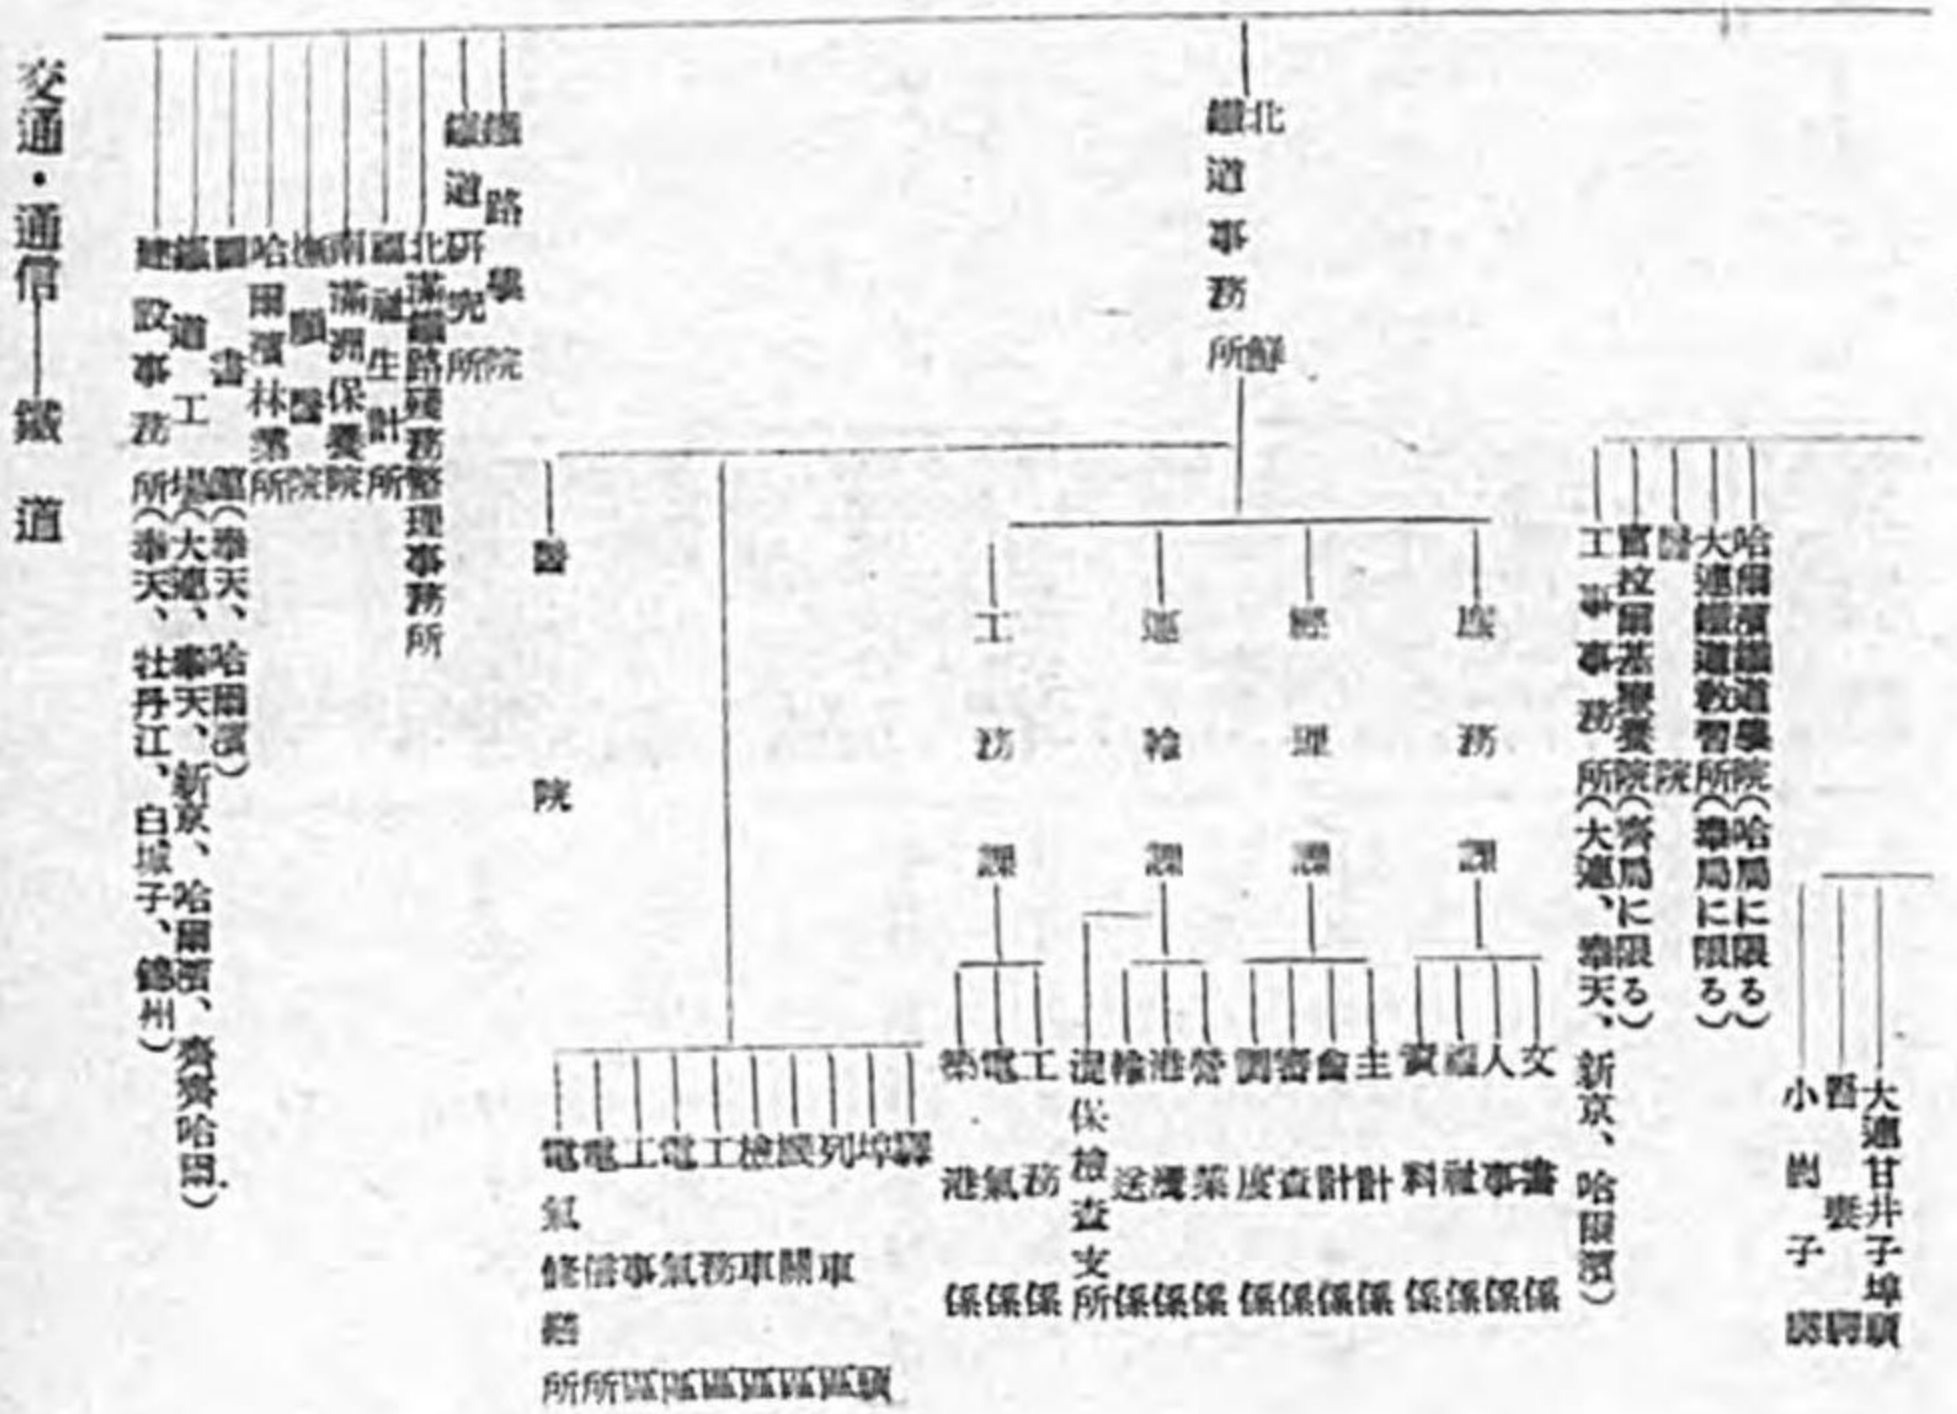 大連甘井子埠頭
吾妻驛
小崗子驛
哈爾濱鐵道學院(哈局に限る)
大連鐵道教習所(奉局に限る)
醫院
富拉爾基療養院(齊局に限る)
工事事務所(大連、奉天、新京、哈爾濱)
北鮮
鐵道事務所
庶務課
文書係
人事係
福祉係
資料係
經理課
主計係
會計係
審查係
調度係
運輸課
營業係
港灣係
輸送係
混保檢查支所
工務課
工務係
電氣係
築港係
驛
埠頭
列車區
機關區
檢車區
工務區
電氣區
工事區
電信所
電氣修繕所
醫院
鐵路學院
鐵道研究所
北滿鐵路殘務整理事務所
福祉生計所
南滿洲保養院
撫順醫院
哈爾濱林業所
圖書館(奉天、哈爾濱)
鐵道工場(大連、奉天、新京、哈爾濱、齊齊哈爾)
建設事務所(奉天、牡丹江、白城子、錦州)
交通・通信——鐵道